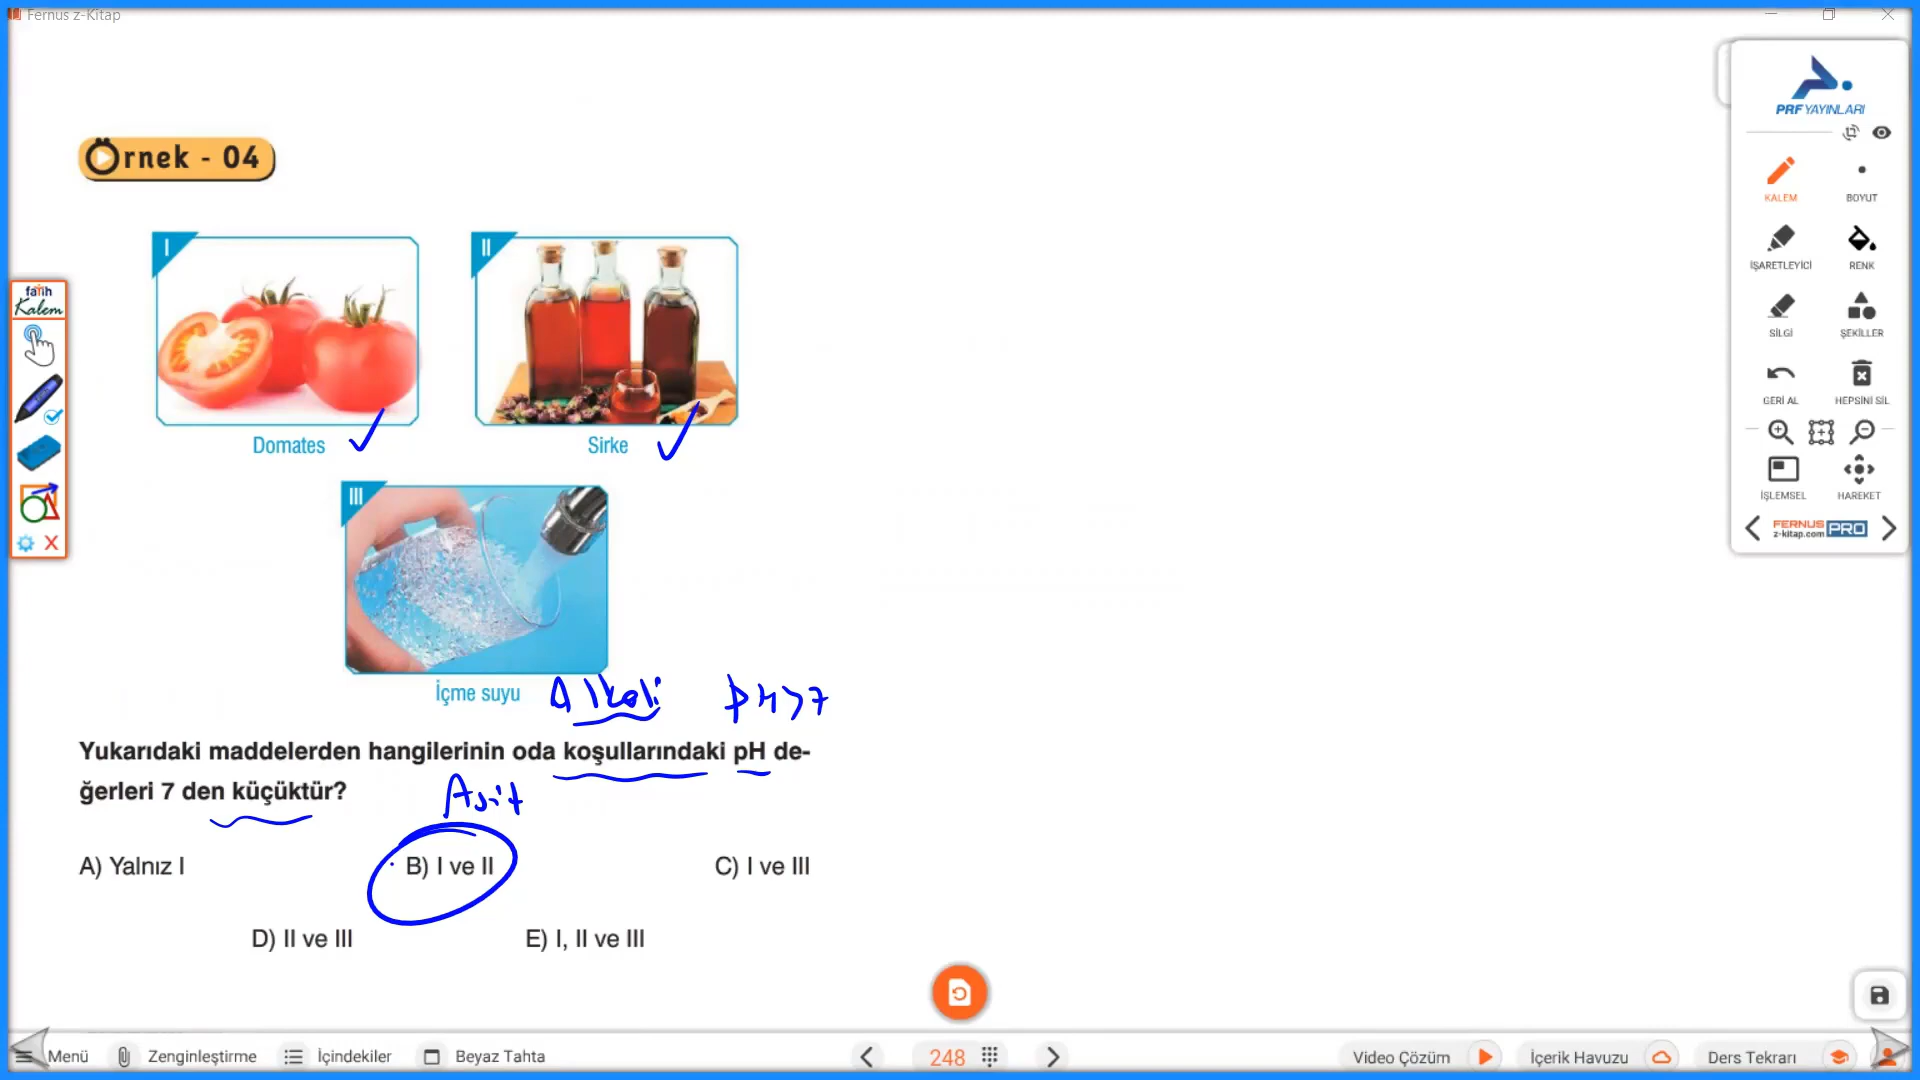 Fernus z-Kitap
PRF YAYINLARI
Örnek - 04
I
II
Domates
Sirke
III
İçme suyu
Alkali pH>7
Yukarıdaki maddelerden hangilerinin oda koşullarındaki pH de-
ğerleri 7 den küçüktür?
Asit
A) Yalnız I
B) I ve II
C) I ve III
D) II ve III
E) I, II ve III
fatih
Kalem
KALEM
BOYUT
İŞARETLEYİCİ
RENK
SİLGİ
ŞEKİLLER
GERİ AL
HEPSİNİ SİL
İŞLEMSEL
HAREKET
FERNUS
z-kitap.com
PRO
Menü
Zenginleştirme
İçindekiler
Beyaz Tahta
248
Video Çözüm
İçerik Havuzu
Ders Tekrarı